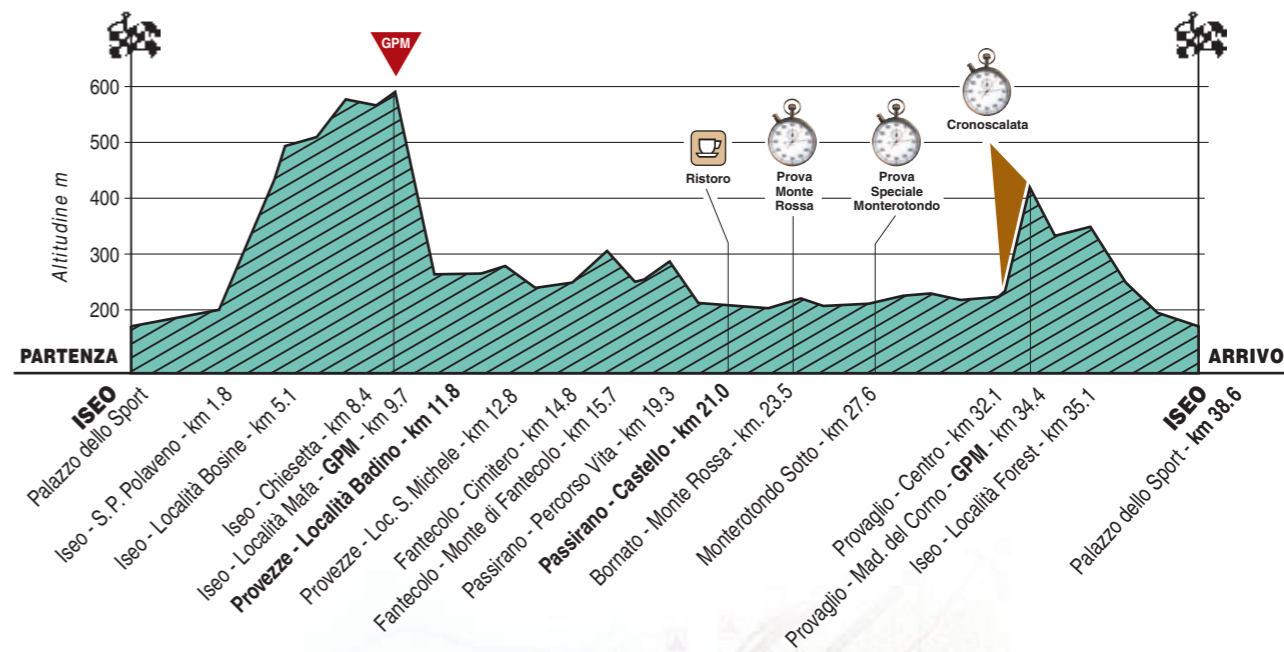 GPM
Cronoscalata
Ristoro
Prova
Monte
Rossa
Prova
Speciale
Monterotondo
Altitudine m
600
500
400
300
200
PARTENZA
ARRIVO
ISEO
Palazzo dello Sport
Iseo - S. P. Polaveno - km 1.8
Iseo - Località Bosine - km 5.1
Iseo - Chiesetta - km 8.4
Iseo - Località Mafa - GPM - km 9.7
Provezze - Località Badino - km 11.8
Provezze - Loc. S. Michele - km 12.8
Fantecolo - Cimitero - km 14.8
Fantecolo - Monte di Fantecolo - km 15.7
Passirano - Percorso Vita - km 19.3
Passirano - Castello - km 21.0
Bornato - Monte Rossa - km. 23.5
Monterotondo Sotto - km 27.6
Provaglio - Centro - km 32.1
Provaglio - Mad. del Corno - GPM - km 34.4
Iseo - Località Forest - km 35.1
ISEO
Palazzo dello Sport - km 38.6